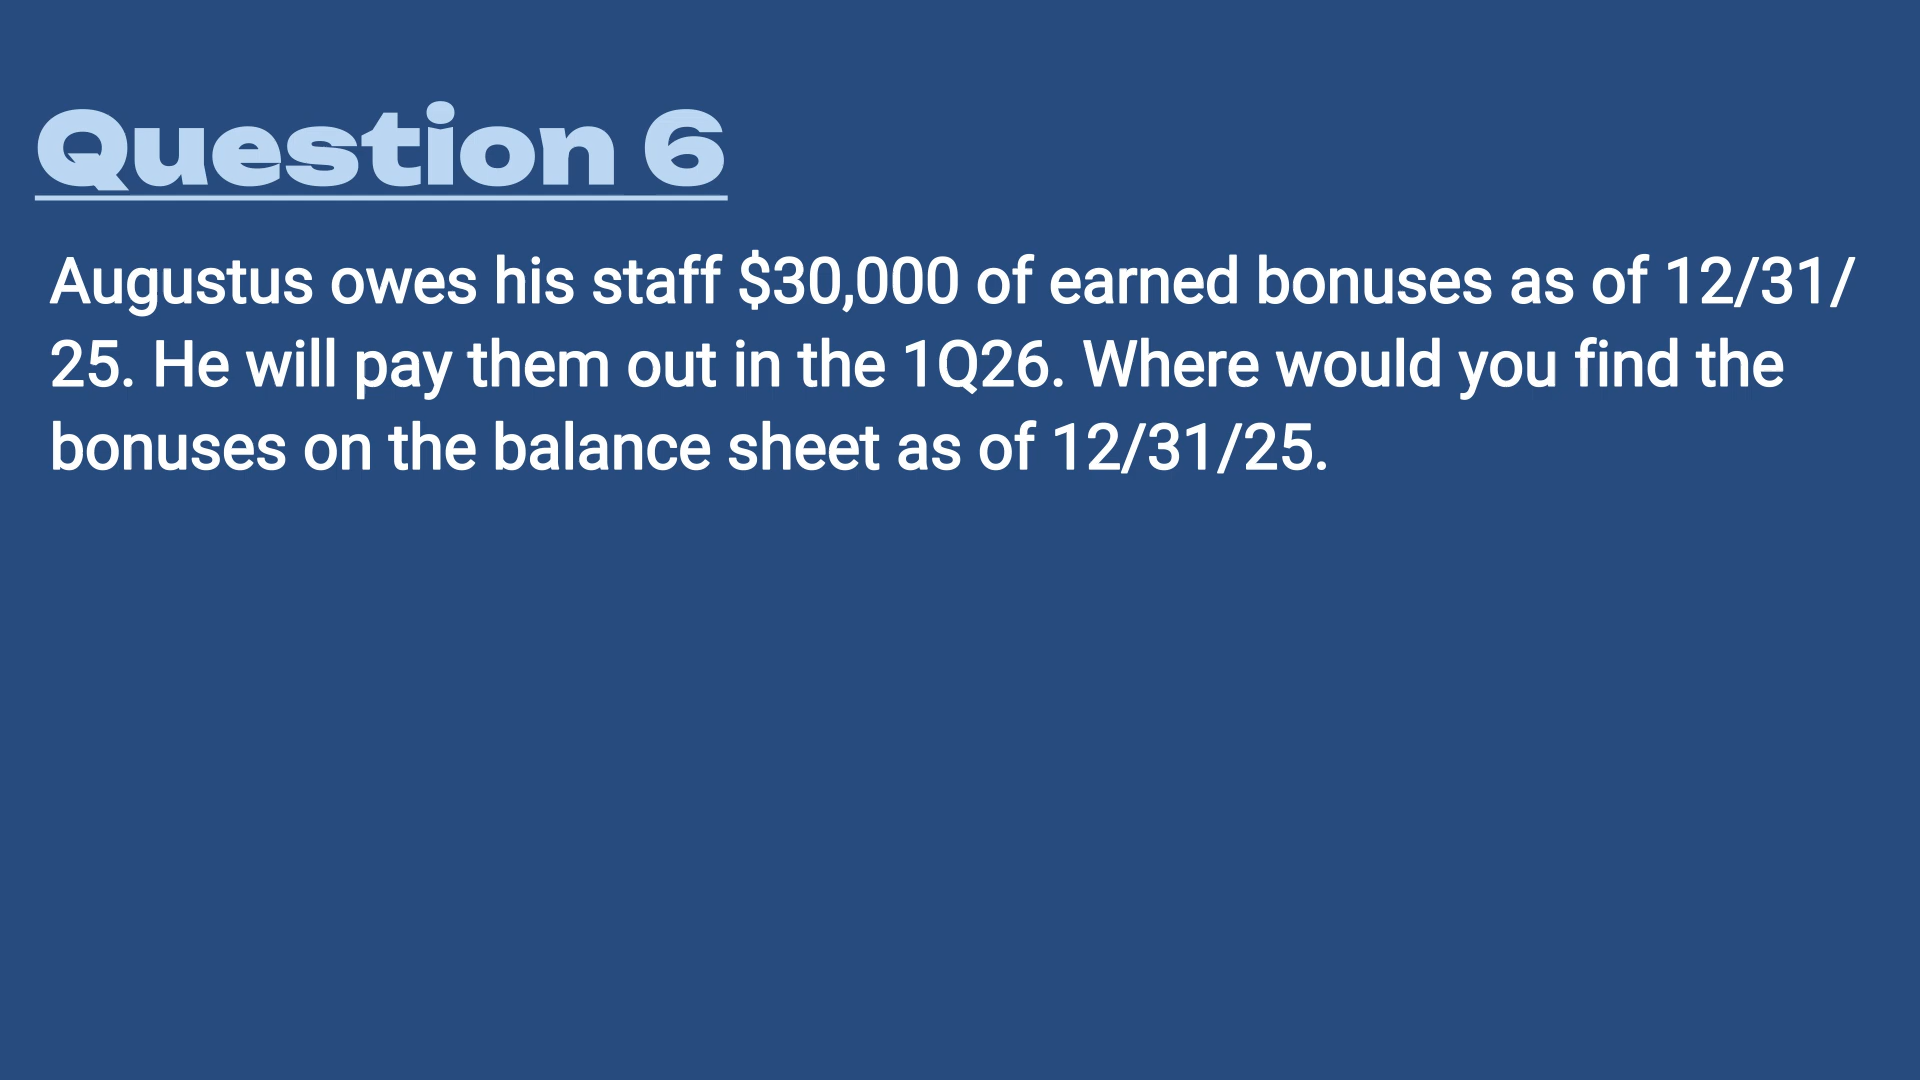 Question 6
Augustus owes his staff $30,000 of earned bonuses as of 12/31/
25. He will pay them out in the 1Q26. Where would you find the
bonuses on the balance sheet as of 12/31/25.